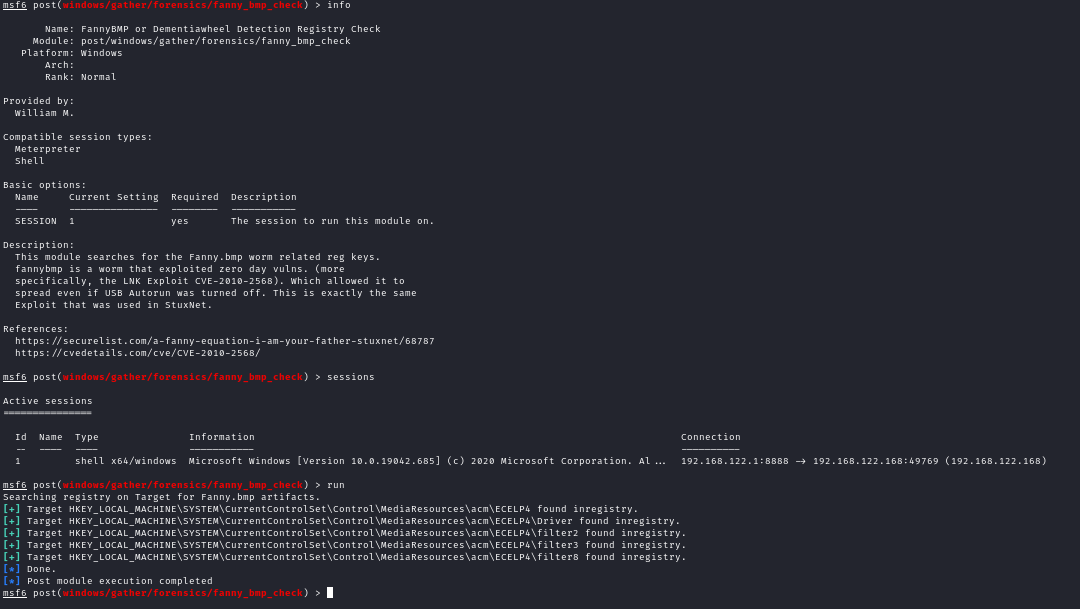 msf6 post(windows/gather/forensics/fanny_bmp_check) > info
Name: FannyBMP or Dementiawheel Detection Registry Check
Module: post/windows/gather/forensics/fanny_bmp_check
Platform: Windows
Arch:
Rank: Normal
Provided by:
William M.
Compatible session types:
Meterpreter
Shell
Basic options:
Name Current Setting Required Description
---- --------------- -------- -----------
SESSION 1 yes The session to run this module on.
Description:
This module searches for the Fanny.bmp worm related reg keys.
fannybmp is a worm that exploited zero day vulns. (more
specifically, the LNK Exploit CVE-2010-2568). Which allowed it to
spread even if USB Autorun was turned off. This is exactly the same
Exploit that was used in StuxNet.
References:
https://securelist.com/a-fanny-equation-i-am-your-father-stuxnet/68787
https://cvedetails.com/cve/CVE-2010-2568/
msf6 post(windows/gather/forensics/fanny_bmp_check) > sessions
Active sessions
===============
Id Name Type Information Connection
-- ---- ---- ----------- ----------
1 shell x64/windows Microsoft Windows [Version 10.0.19042.685] (c) 2020 Microsoft Corporation. Al ... 192.168.122.1:8888 -> 192.168.122.168:49769 (192.168.122.168)
msf6 post(windows/gather/forensics/fanny_bmp_check) > run
Searching registry on Target for Fanny.bmp artifacts.
[+] Target HKEY_LOCAL_MACHINE\SYSTEM\CurrentControlSet\Control\MediaResources\acm\ECELP4 found inregistry.
[+] Target HKEY_LOCAL_MACHINE\SYSTEM\CurrentControlSet\Control\MediaResources\acm\ECELP4\Driver found inregistry.
[+] Target HKEY_LOCAL_MACHINE\SYSTEM\CurrentControlSet\Control\MediaResources\acm\ECELP4\filter2 found inregistry.
[+] Target HKEY_LOCAL_MACHINE\SYSTEM\CurrentControlSet\Control\MediaResources\acm\ECELP4\filter3 found inregistry.
[+] Target HKEY_LOCAL_MACHINE\SYSTEM\CurrentControlSet\Control\MediaResources\acm\ECELP4\filter8 found inregistry.
[*] Done.
[*] Post module execution completed
msf6 post(windows/gather/forensics/fanny_bmp_check) >